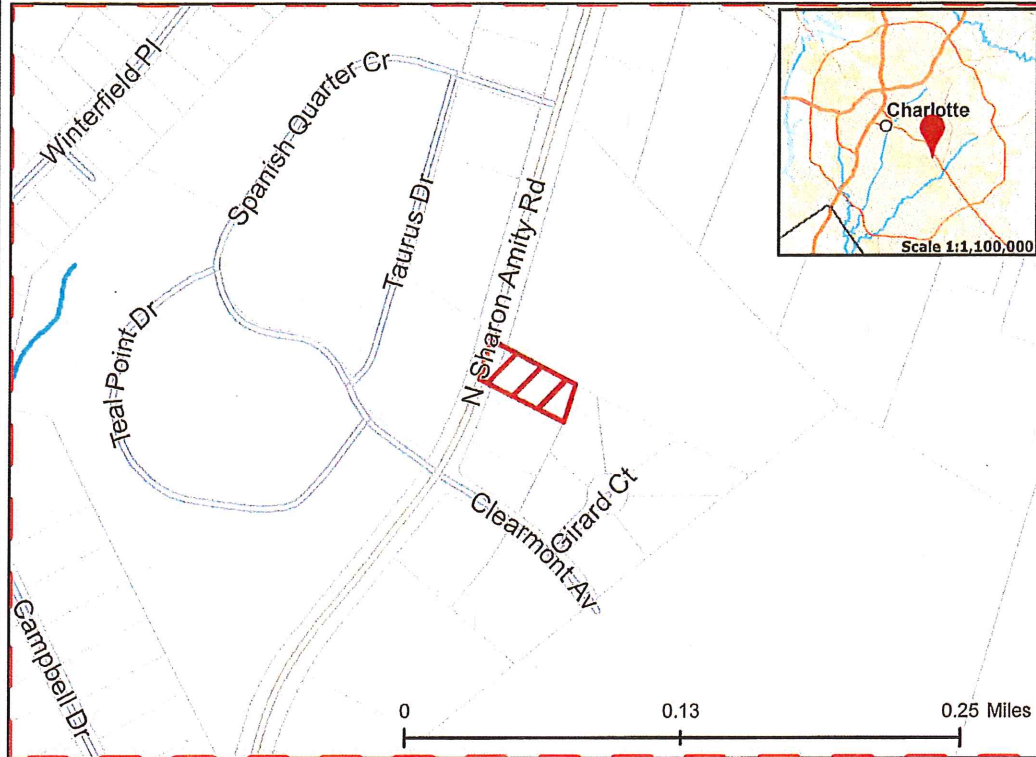 Winterfield Pl
Spanish Quarter Cr
Charlotte
Scale 1:1,100,000
Taurus Dr
N Sharon Amity Rd
Teal Point Dr
Girard Ct
Clearmont Av
Campbell Dr
0 0.13 0.25 Miles